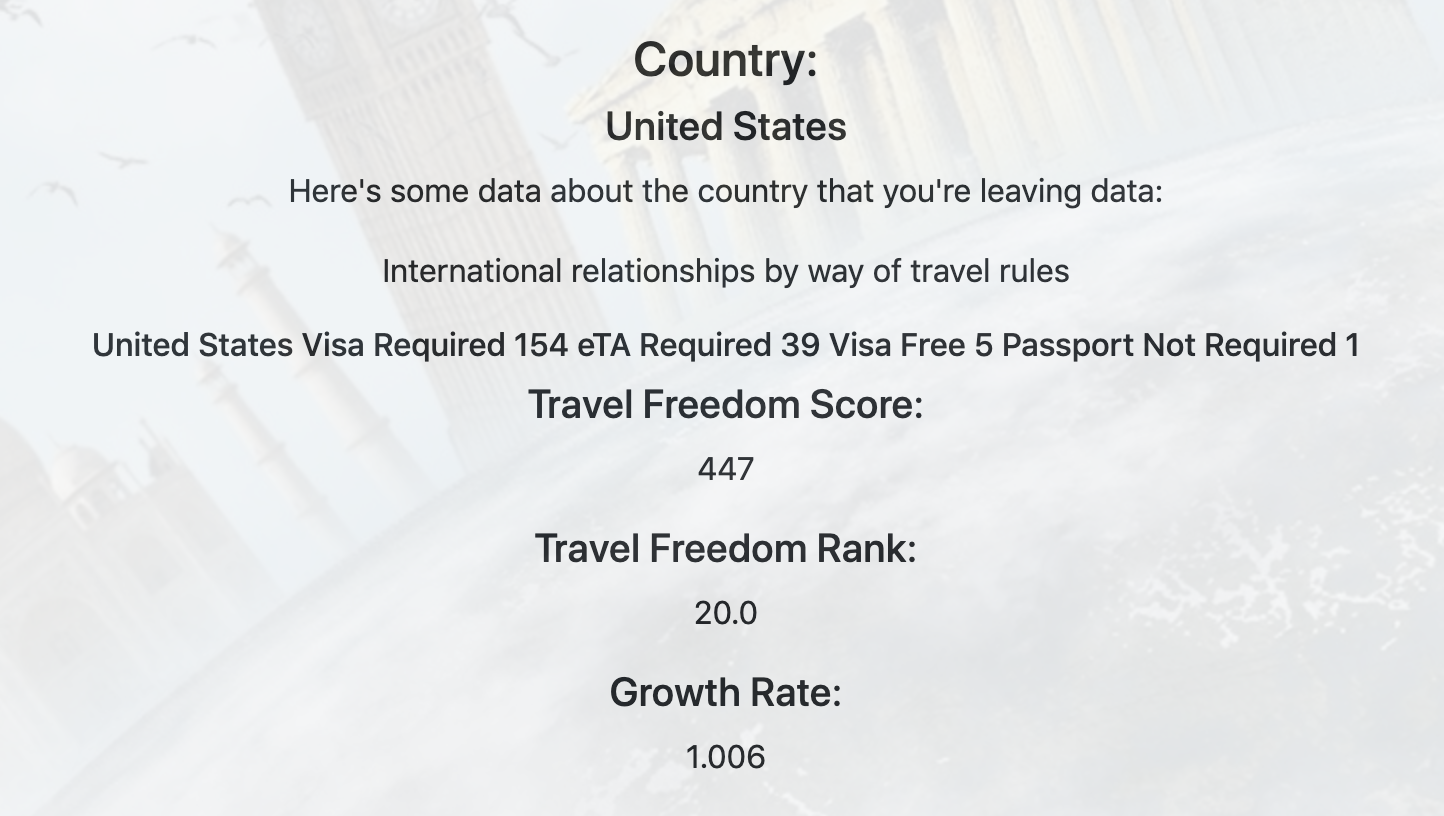 Country:
United States
Here's some data about the country that you're leaving data:
International relationships by way of travel rules
United States Visa Required 154 eTA Required 39 Visa Free 5 Passport Not Required 1
Travel Freedom Score:
447
Travel Freedom Rank:
20.0
Growth Rate:
1.006